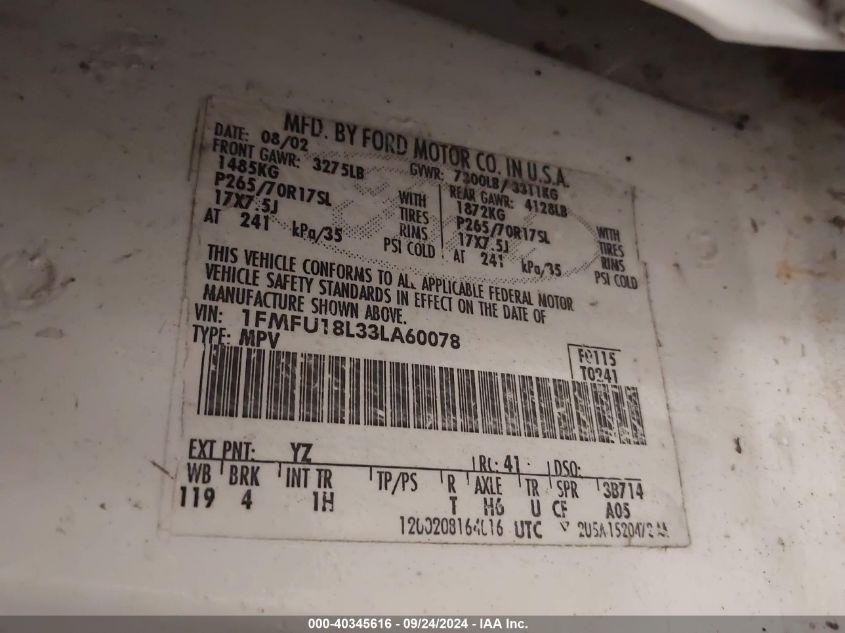 MFD. BY FORD MOTOR CO. IN U.S.A.
DATE: 08/02 GVWR: 7300LB/3311KG
FRONT GAWR: 3275LB REAR GAWR: 4128LB
1485KG WITH 1872KG WITH
P265/70R17SL TIRES P265/70R17SL TIRES
17X7.5J RIMS 17X7.5J RIMS
AT 241 kPa/35 PSI COLD AT 241 kPa/35 PSI COLD
THIS VEHICLE CONFORMS TO ALL APPLICABLE FEDERAL MOTOR
VEHICLE SAFETY STANDARDS IN EFFECT ON THE DATE OF
MANUFACTURE SHOWN ABOVE.
VIN: 1FMFU18L33LA60078
TYPE: MPV
F0115
T0241
EXT PNT: YZ RC: 41 DSO:
WB BRK INT TR TP/PS R AXLE TR SPR 3B714
119 4 1H T H6 U CF A05
UTC
000-40345616 - 09/24/2024 - IAA Inc.